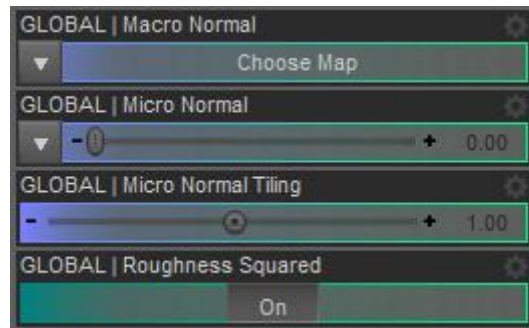 GLOBAL | Macro Normal
Choose Map
GLOBAL | Micro Normal
- + 0.00
GLOBAL | Micro Normal Tiling
- + 1.00
GLOBAL | Roughness Squared
On